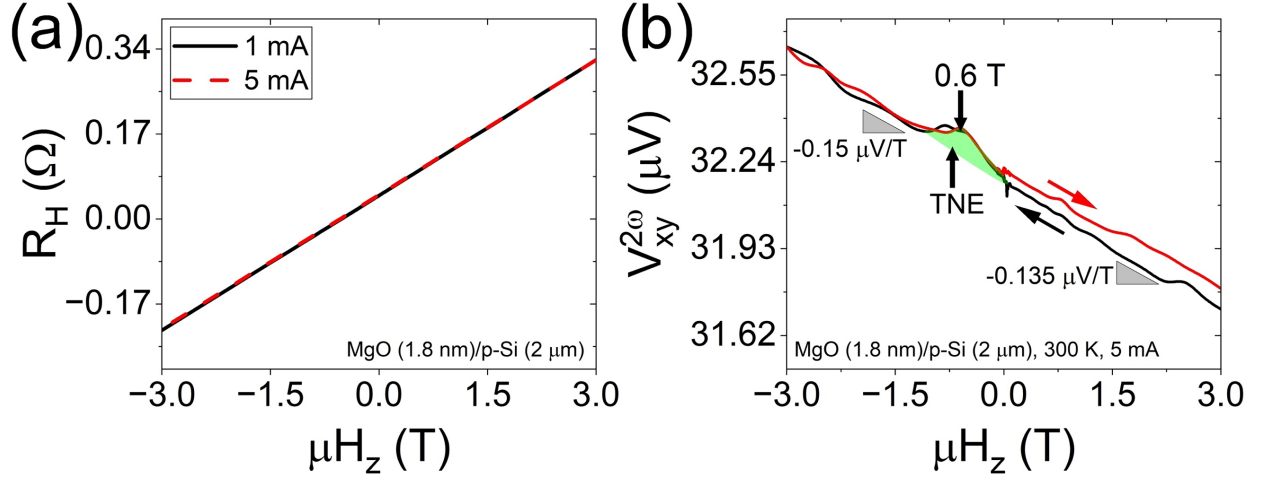 (a)
1 mA
5 mA
0.34
0.17
0.00
−0.17
R_H (Ω)
MgO (1.8 nm)/p-Si (2 μm)
−3.0 −1.5 0.0 1.5 3.0
μH_z (T)
(b)
32.55
32.24
31.93
31.62
V_xy^2ω (μV)
0.6 T
-0.15 μV/T
TNE
-0.135 μV/T
MgO (1.8 nm)/p-Si (2 μm), 300 K, 5 mA
−3.0 −1.5 0.0 1.5 3.0
μH_z (T)